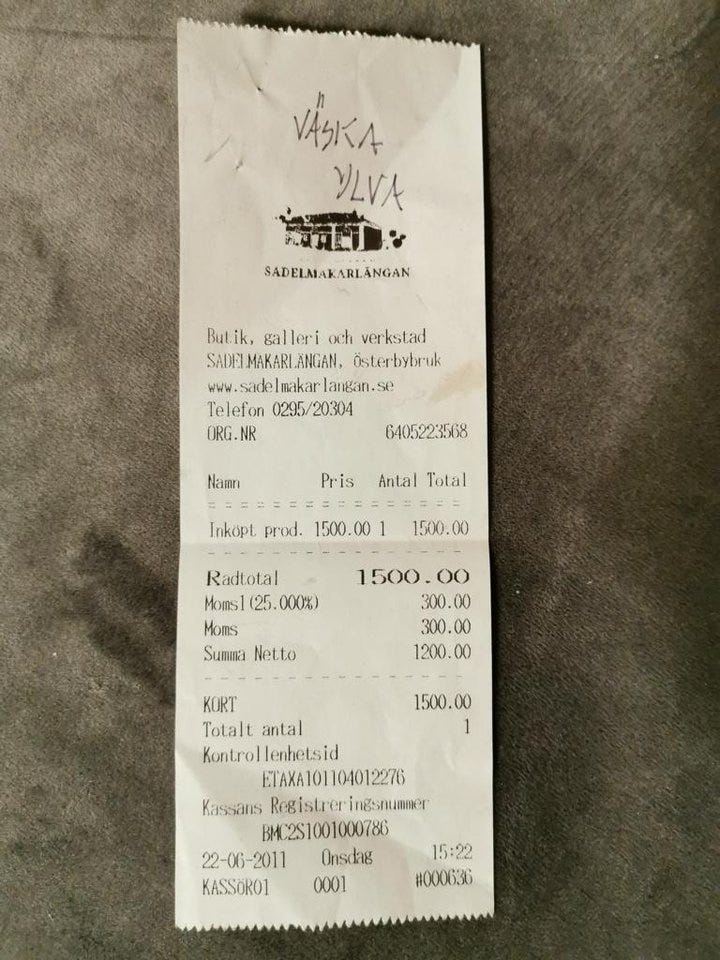 VÄSKA
YLVA
SADELMAKARLÄNGAN
Butik, galleri och verkstad
SADELMAKARLÄNGAN, Österbybruk
www.sadelmakarlangan.se
Telefon 0295/20304
ORG.NR 6405223568
Namn Pris Antal Total
Inköpt prod. 1500.00 1 1500.00
Radtotal 1500.00
Moms1(25.000%) 300.00
Moms 300.00
Summa Netto 1200.00
KORT 1500.00
Totalt antal 1
Kontrollenhetsid
ETAXA101104012276
Kassans Registreringsnummer
BMC2S1001000786
22-06-2011 Onsdag 15:22
KASSöR01 0001 #000636